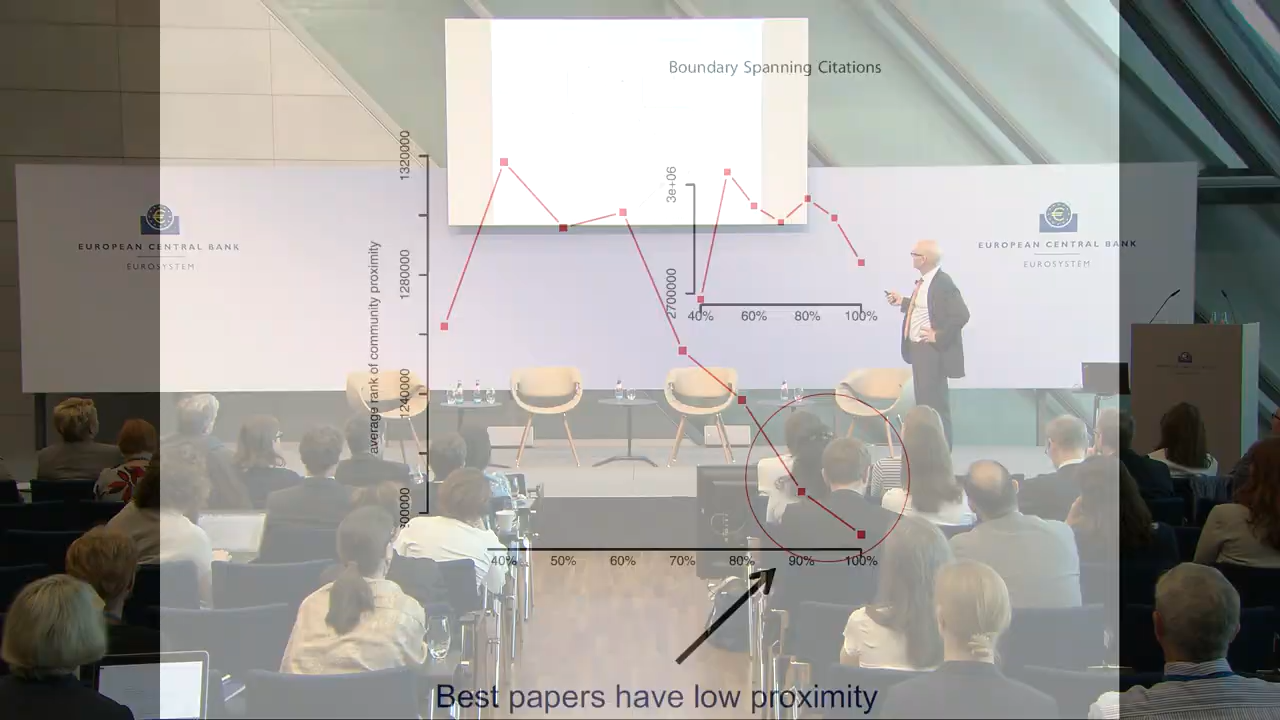 Boundary Spanning Citations
1320000
1280000
1240000
average rank of community proximity
40%
50%
60%
70%
80%
90%
100%
3e+06
2700000
40%
60%
80%
100%
EUROPEAN CENTRAL BANK
EUROSYSTEM
EUROPEAN CENTRAL BANK
EUROSYSTEM
Best papers have low proximity